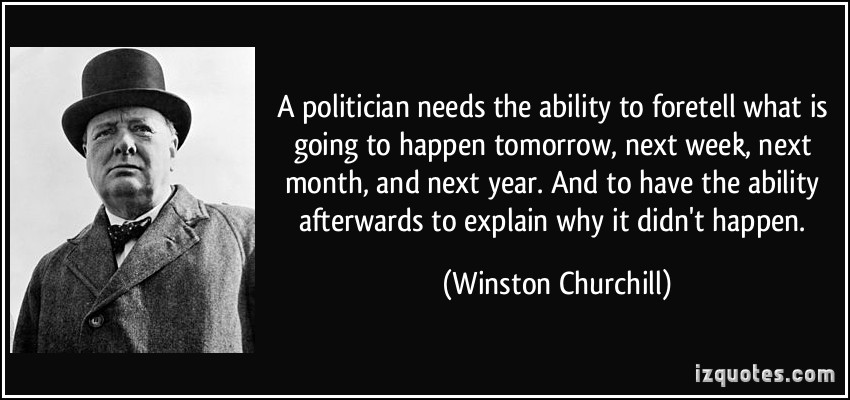 A politician needs the ability to foretell what is
going to happen tomorrow, next week, next
month, and next year. And to have the ability
afterwards to explain why it didn't happen.
(Winston Churchill)
izquotes.com